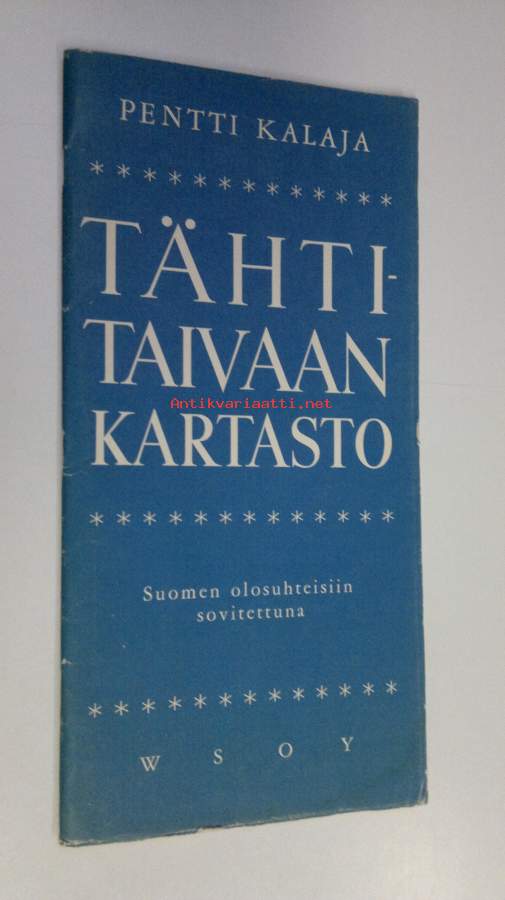 PENTTI KALAJA
* * * * * * * * * * * *
TÄHTI-
TAIVAAN
Antikvariaatti.net
KARTASTO
* * * * * * * * * * * *
Suomen olosuhteisiin
sovitettuna
* * * * * * * * * * * *
W S O Y